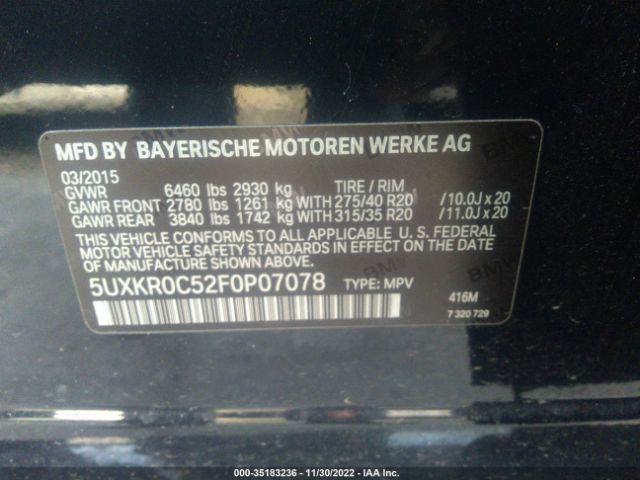 MFD BY BAYERISCHE MOTOREN WERKE AG
03/2015
GVWR 6460 lbs 2930 kg TIRE / RIM
GAWR FRONT 2780 lbs 1261 kg WITH 275/40 R20 /10.0J x 20
GAWR REAR 3840 lbs 1742 kg WITH 315/35 R20 /11.0J x 20
THIS VEHICLE CONFORMS TO ALL APPLICABLE U. S. FEDERAL
MOTOR VEHICLE SAFETY STANDARDS IN EFFECT ON THE DATE
OF MANUFACTURE SHOWN ABOVE.
5UXKR0C52F0P07078 TYPE: MPV
416M
7 320 729
000-35183236 - 11/30/2022 - IAA Inc.